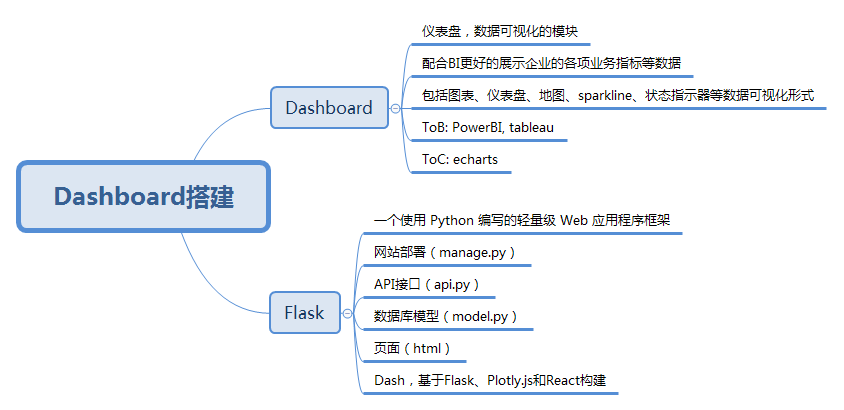 Dashboard搭建
Dashboard
仪表盘，数据可视化的模块
配合BI更好的展示企业的各项业务指标等数据
包括图表、仪表盘、地图、sparkline、状态指示器等数据可视化形式
ToB: PowerBI, tableau
ToC: echarts
Flask
一个使用 Python 编写的轻量级 Web 应用程序框架
网站部署（manage.py）
API接口（api.py）
数据库模型（model.py）
页面（html）
Dash，基于Flask、Plotly.js和React构建